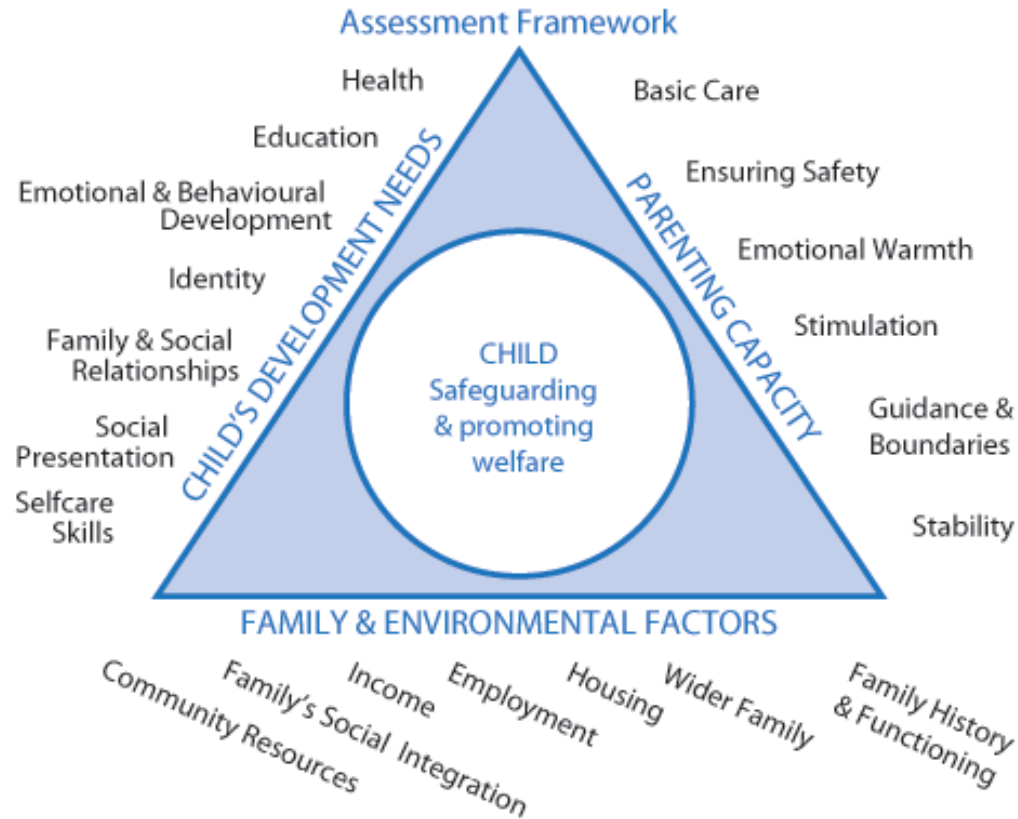 Assessment Framework
Health
Education
Emotional & Behavioural
Development
Identity
Family & Social
Relationships
Social
Presentation
Selfcare
Skills
CHILD'S DEVELOPMENT NEEDS
CHILD
Safeguarding
& promoting
welfare
PARENTING CAPACITY
Basic Care
Ensuring Safety
Emotional Warmth
Stimulation
Guidance &
Boundaries
Stability
FAMILY & ENVIRONMENTAL FACTORS
Community Resources
Family's Social Integration
Income
Employment
Housing
Wider Family
Family History
& Functioning